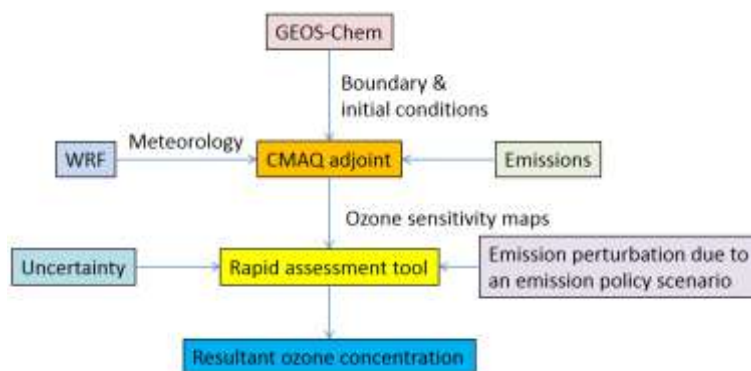 GEOS-Chem
Boundary &
initial conditions
Meteorology
WRF
CMAQ adjoint
Emissions
Ozone sensitivity maps
Uncertainty
Rapid assessment tool
Emission perturbation due to
an emission policy scenario
Resultant ozone concentration